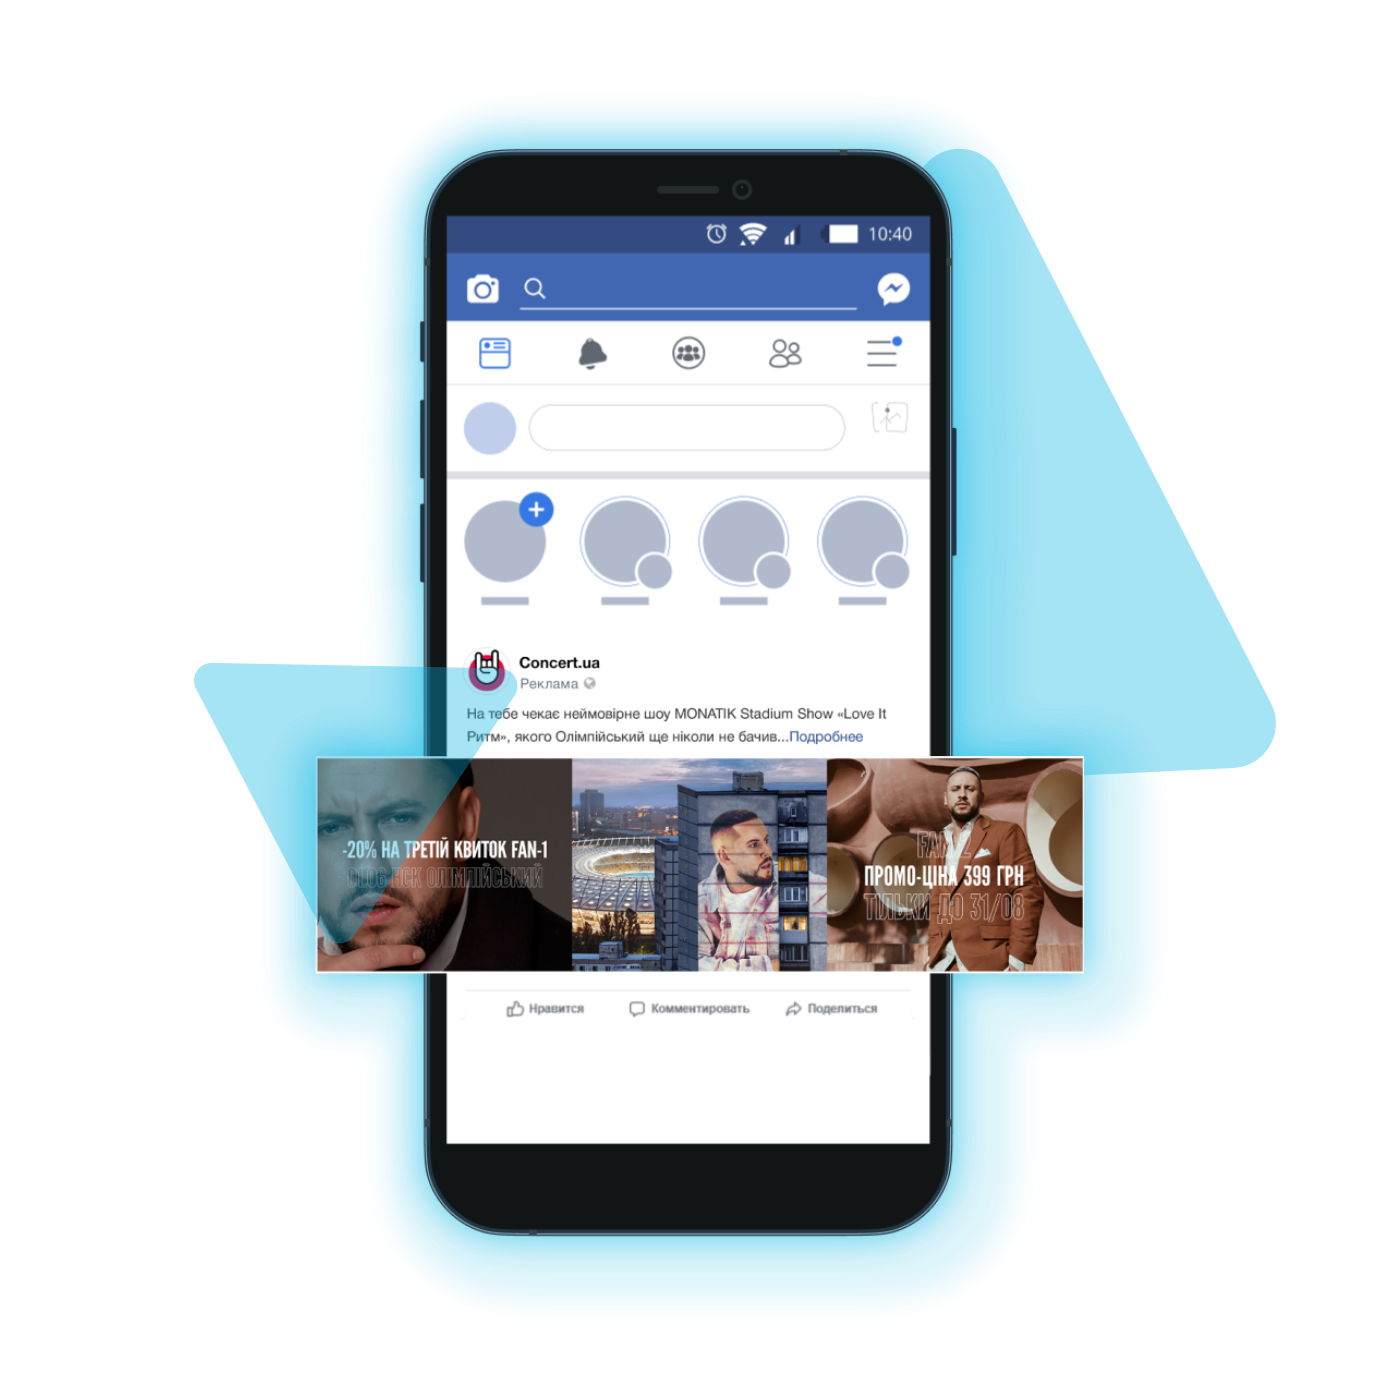 10:40
Concert.ua
Реклама
На тебе чекає неймовірне шоу MONATIK Stadium Show «Love It
Ритм», якого Олімпійський ще ніколи не бачив...Подробнее
-20% НА ТРЕТІЙ КВИТОК FAN-1
НСК ОЛІМПІЙСЬКИЙ
FAN 2
ПРОМО-ЦІНА 399 ГРН
ТІЛЬКИ ДО 31/08
Нравится
Комментировать
Поделиться